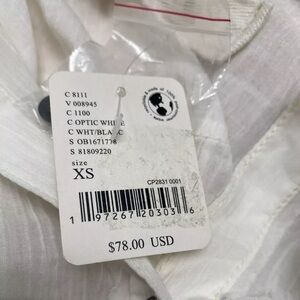 C 8111
V 008945
C 1100
C OPTIC WHITE
C WHT/BLANC
S OB1671798
S 81809220
size
XS
CP2831 0001
1 97267 20303 6
$78.00 USD